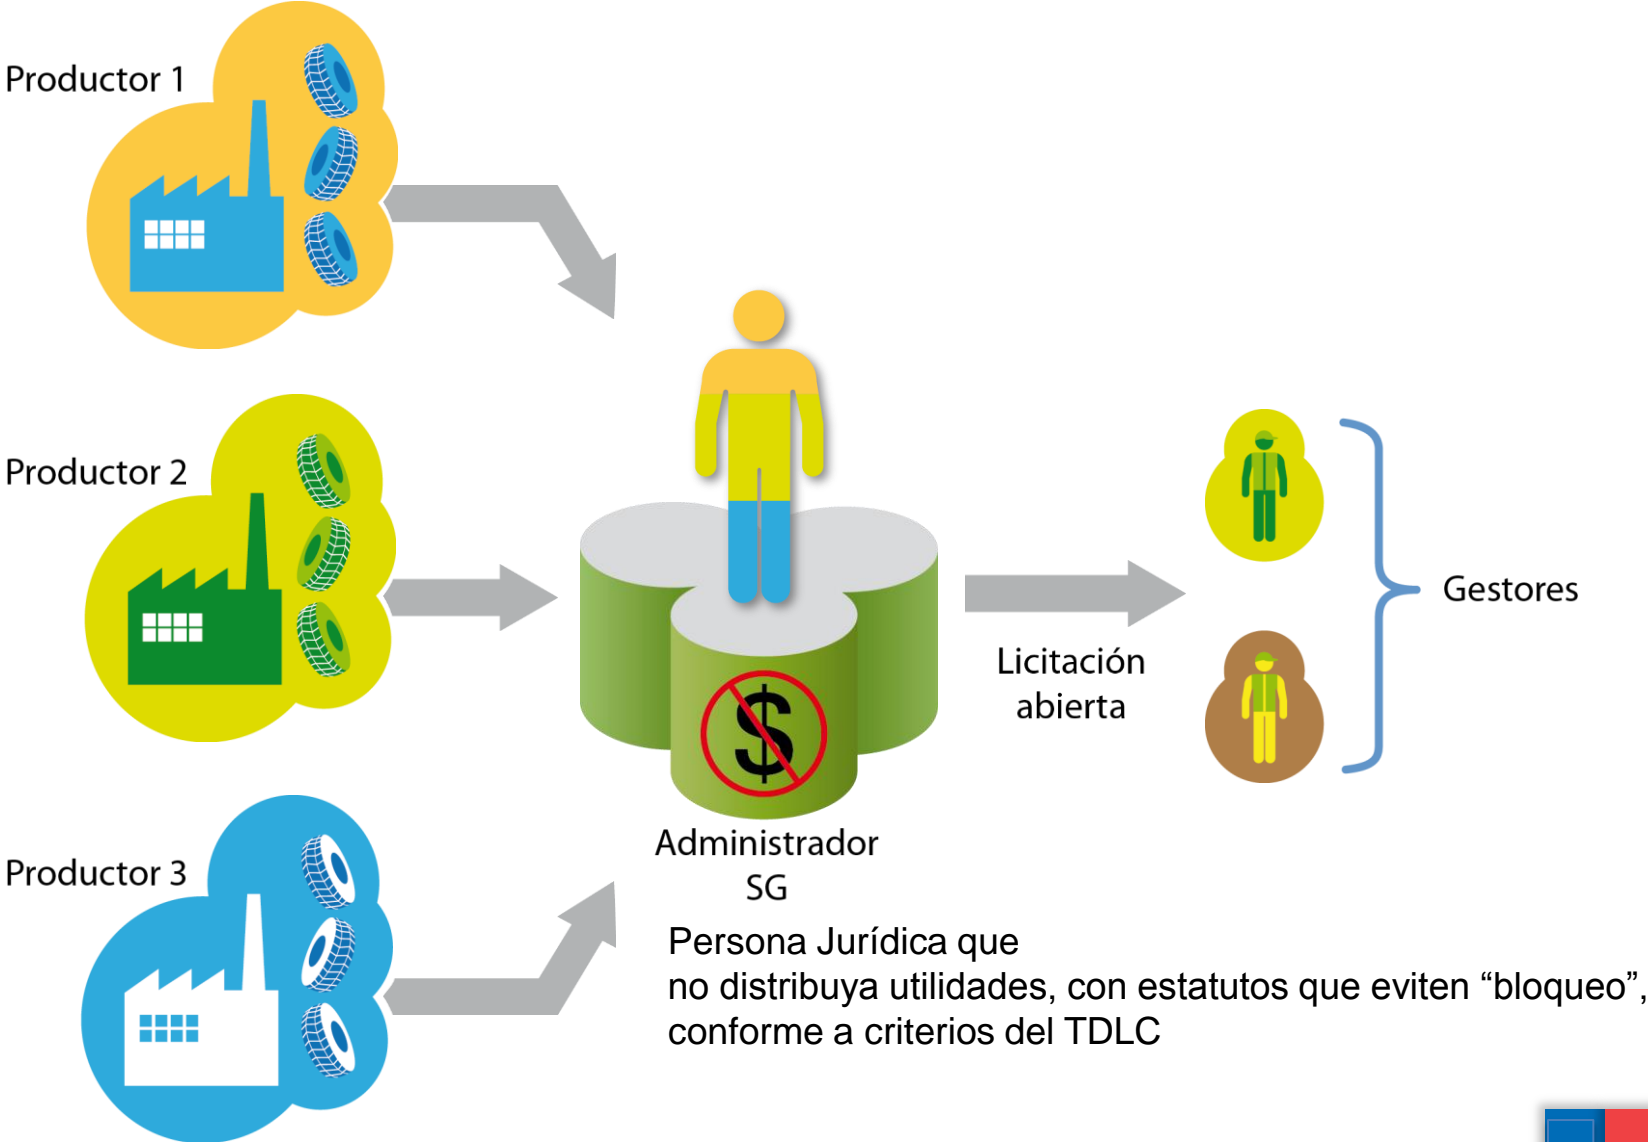 Productor 1
Productor 2
Gestores
Licitación
abierta
$
Administrador
SG
Productor 3
Persona Jurídica que
no distribuya utilidades, con estatutos que eviten “bloqueo”,
conforme a criterios del TDLC